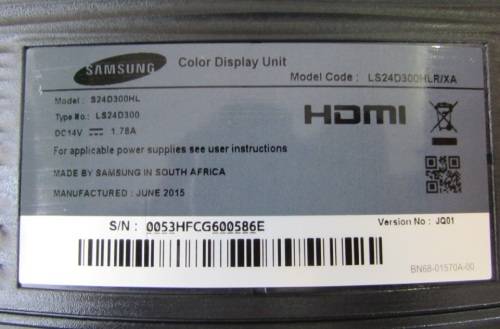 SAMSUNG Color Display Unit
Model Code : LS24D300HLR/XA
Model : S24D300HL
Type No.: LS24D300
DC14V ⎓ 1.78A
HDMI
For applicable power supplies see user instructions
MADE BY SAMSUNG IN SOUTH AFRICA
MANUFACTURED : JUNE 2015
S/N : 0053HFCG600586E
Version No : JQ01
BN68-01570A-00